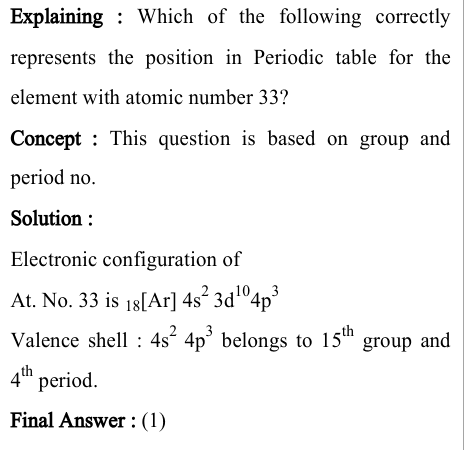 Explaining : Which of the following correctly
represents the position in Periodic table for the
element with atomic number 33?
Concept : This question is based on group and
period no.
Solution :
Electronic configuration of
At. No. 33 is ₁₈[Ar] 4s² 3d¹⁰4p³
Valence shell : 4s² 4p³ belongs to 15ᵗʰ group and
4ᵗʰ period.
Final Answer : (1)